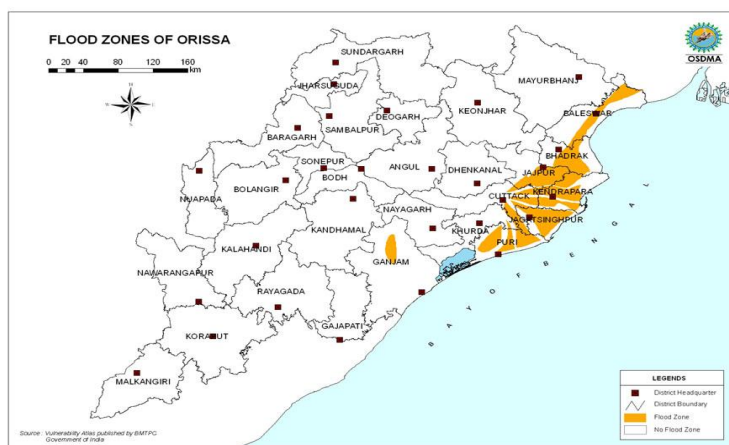 FLOOD ZONES OF ORISSA
0 20 40 80 120 160
km
OSDMA
SUNDARGARH
JHARSUGUDA
MAYURBHANJ
DEOGARH
KEONJHAR
SAMBALPUR
BALESWAR
BARAGARH
BHADRAK
SONEPUR
ANGUL
DHENKANAL
JAJPUR
BODH
BOLANGIR
KENDRAPARA
CUTTACK
NUAPADA
NAYAGARH
JAGATSINGHPUR
KANDHAMAL
KHURDA
PURI
KALAHANDI
GANJAM
NAWARANGAPUR
RAYAGADA
GAJAPATI
KORAPUT
MALKANGIRI
BAY OF BENGAL
LEGENDS
District Headquarter
District Boundary
Flood Zone
No Flood Zone
Source : Vulnerability Atlas published by BMTPC
Government of India